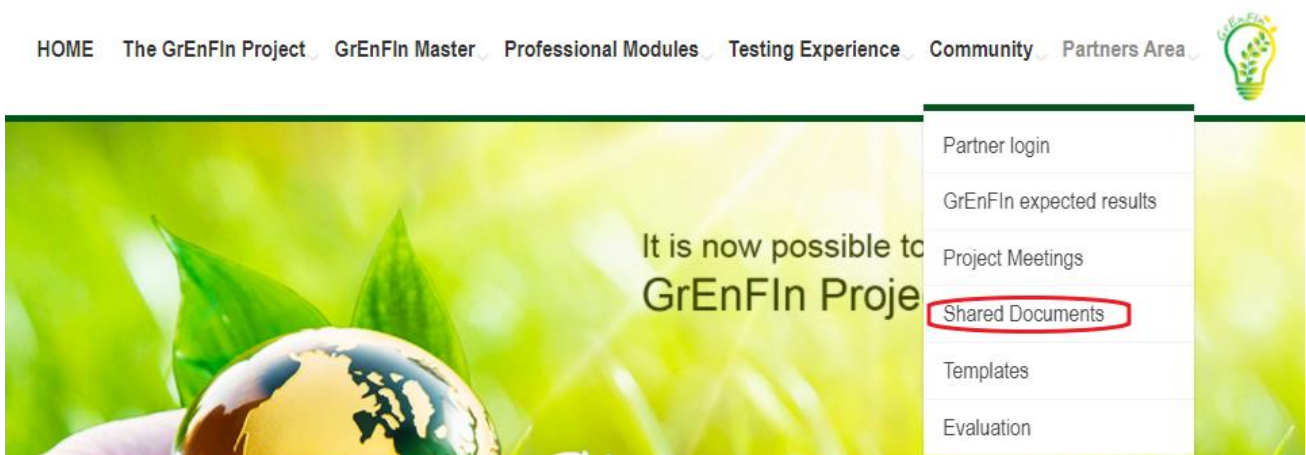 GrEnFIn
HOME The GrEnFIn Project GrEnFIn Master Professional Modules Testing Experience Community Partners Area
Partner login
GrEnFIn expected results
Project Meetings
Shared Documents
Templates
Evaluation
It is now possible to
GrEnFIn Proje